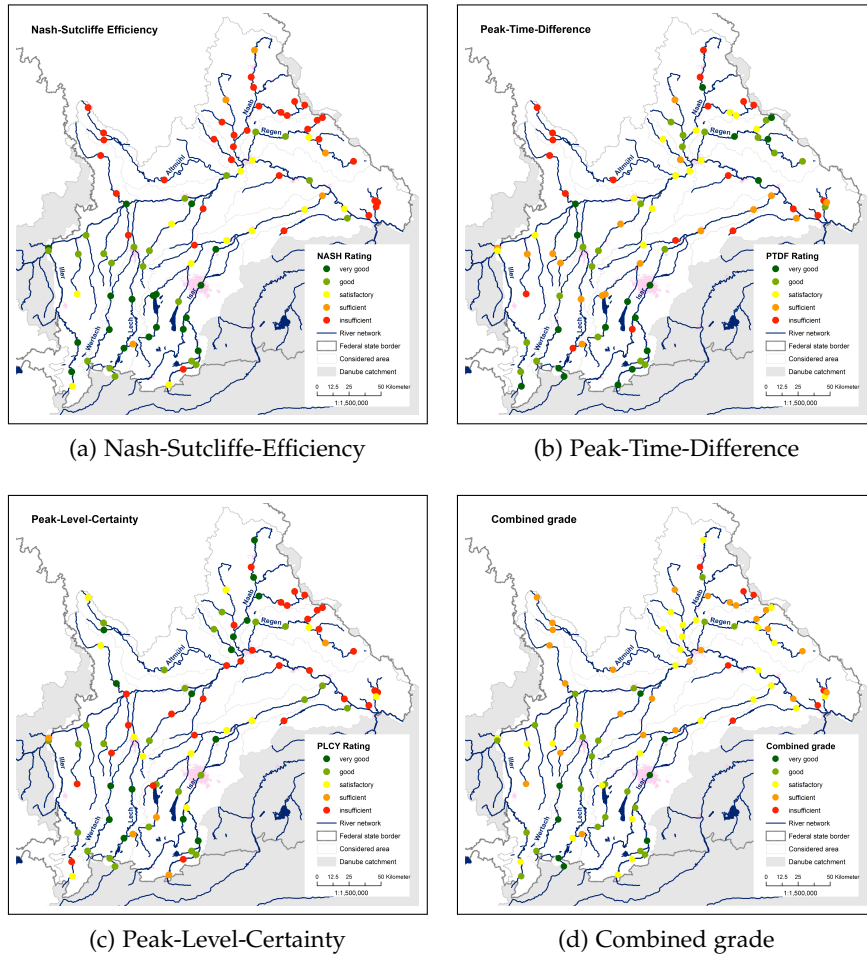 Nash-Sutcliffe Efficiency
Naab
Regen
Altmühl
Iller
Wertach
Lech
Isar
NASH Rating
very good
good
satisfactory
sufficient
insufficient
River network
Federal state border
Considered area
Danube catchment
0 12.5 25 50 Kilometer
1:1,500,000
(a) Nash-Sutcliffe-Efficiency
Peak-Time-Difference
Naab
Regen
Altmühl
Iller
Wertach
Lech
Isar
PTDF Rating
very good
good
satisfactory
sufficient
insufficient
River network
Federal state border
Considered area
Danube catchment
0 12.5 25 50 Kilometer
1:1,500,000
(b) Peak-Time-Difference
Peak-Level-Certainty
Naab
Regen
Altmühl
Iller
Wertach
Lech
Isar
PLCY Rating
very good
good
satisfactory
sufficient
insufficient
River network
Federal state border
Considered area
Danube catchment
0 12.5 25 50 Kilometer
1:1,500,000
(c) Peak-Level-Certainty
Combined grade
Naab
Regen
Altmühl
Iller
Wertach
Lech
Isar
Combined grade
very good
good
satisfactory
sufficient
insufficient
River network
Federal state border
Considered area
Danube catchment
0 12.5 25 50 Kilometer
1:1,500,000
(d) Combined grade